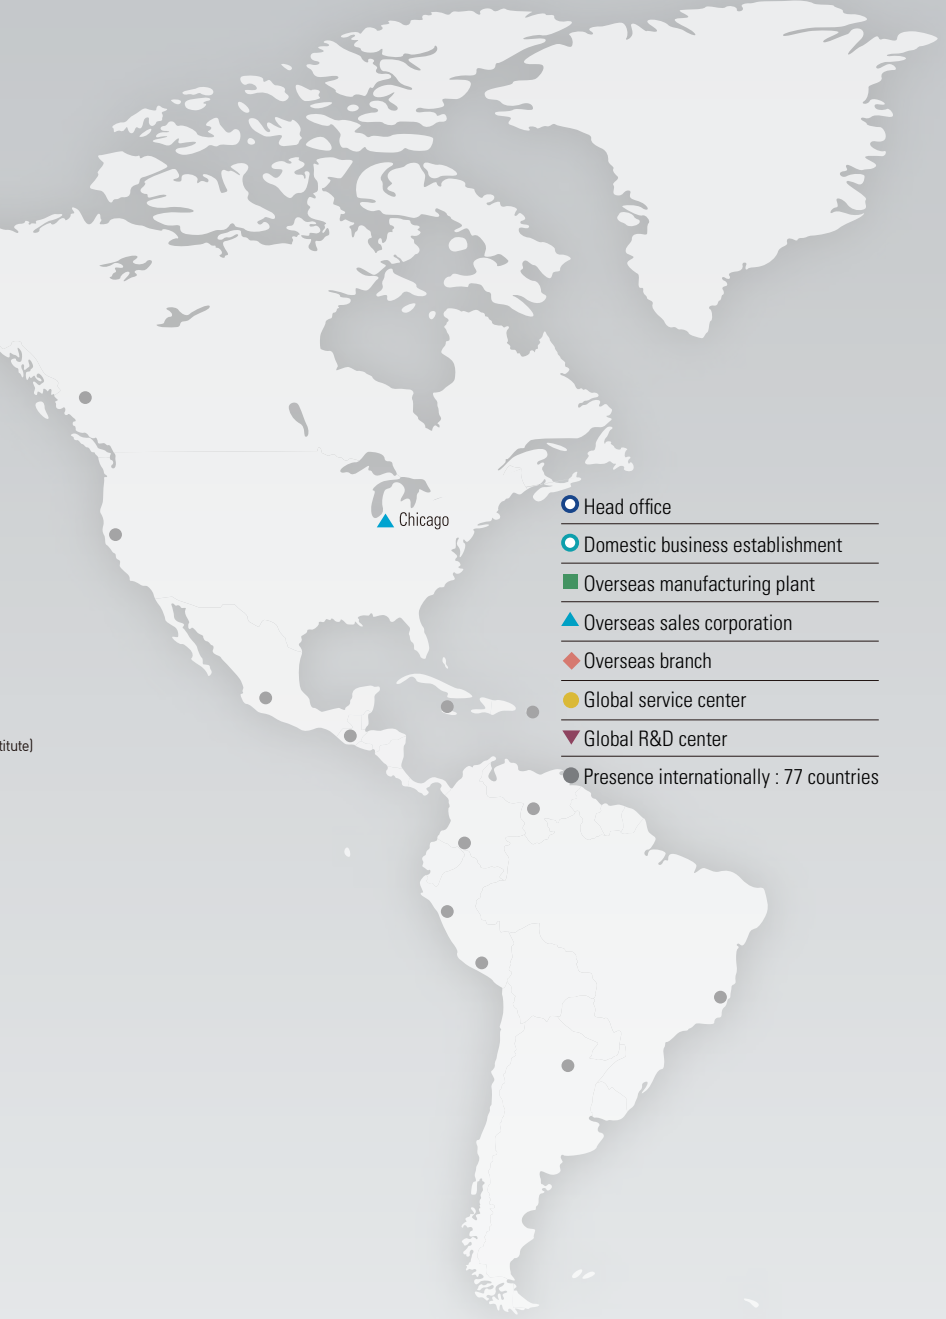 Chicago
Head office
Domestic business establishment
Overseas manufacturing plant
Overseas sales corporation
Overseas branch
Global service center
titute)
Global R&D center
Presence internationally : 77 countries